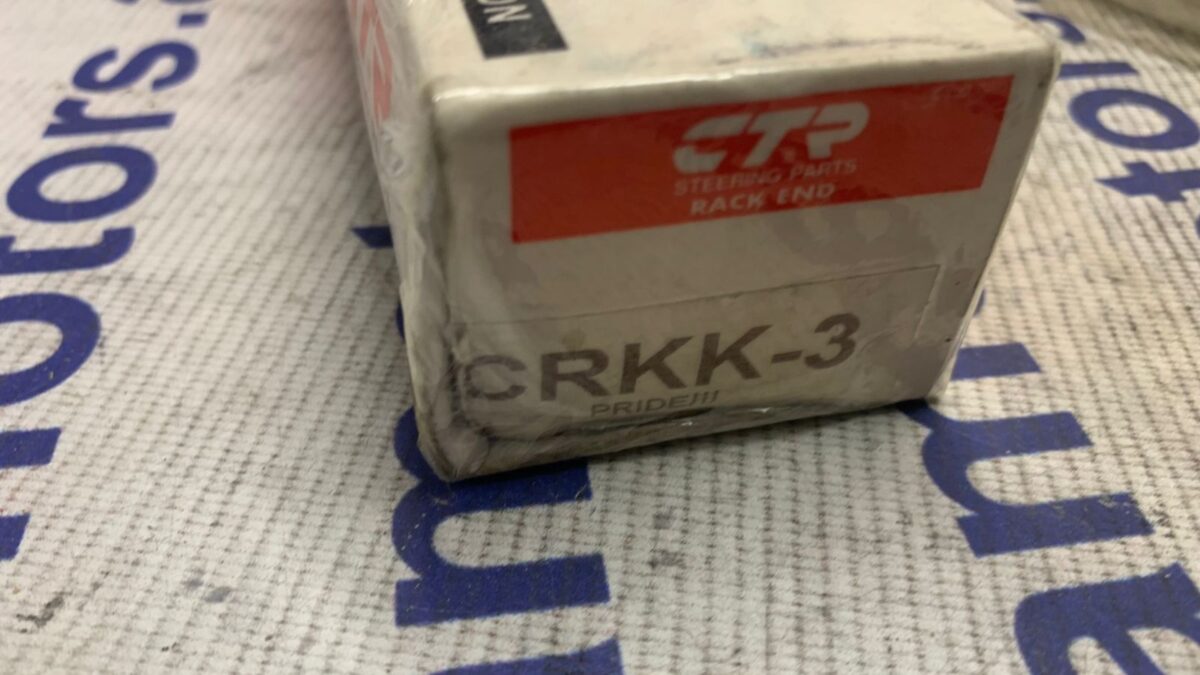 CTR
STEERING PARTS
RACK END
CRKK-3
PRIDE///
motors.